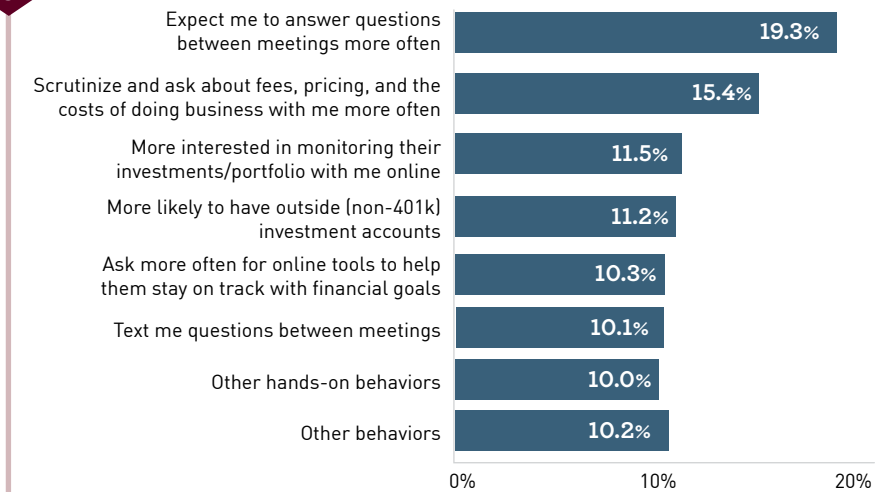 Expect me to answer questions
between meetings more often
19.3%
Scrutinize and ask about fees, pricing, and the
costs of doing business with me more often
15.4%
More interested in monitoring their
investments/portfolio with me online
11.5%
More likely to have outside (non-401k)
investment accounts
11.2%
Ask more often for online tools to help
them stay on track with financial goals
10.3%
Text me questions between meetings
10.1%
Other hands-on behaviors
10.0%
Other behaviors
10.2%
0% 10% 20%